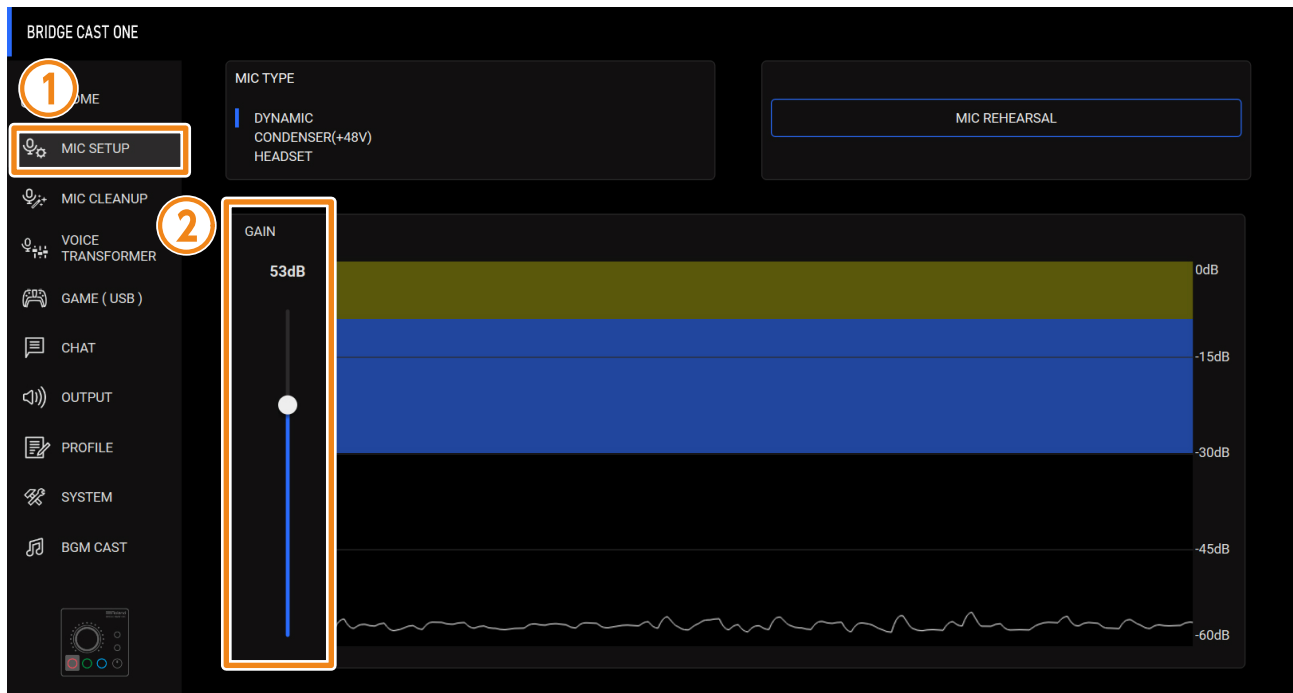 BRIDGE CAST ONE
1
OME
MIC SETUP
MIC CLEANUP
VOICE
TRANSFORMER
GAME ( USB )
CHAT
OUTPUT
PROFILE
SYSTEM
BGM CAST
MIC TYPE
DYNAMIC
CONDENSER(+48V)
HEADSET
MIC REHEARSAL
2
GAIN
53dB
0dB
-15dB
-30dB
-45dB
-60dB